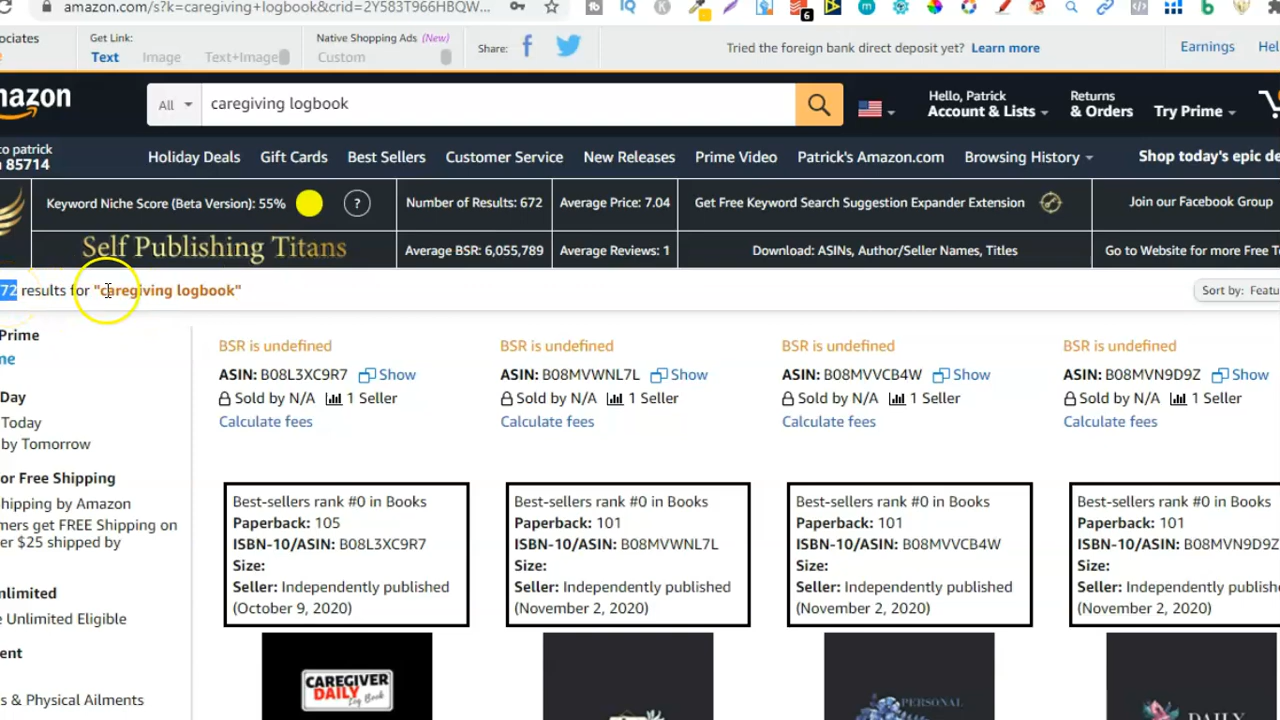 amazon.com/s?k=caregiving+logbook&crid=2Y583T966HBQW...
6
ociates
Get Link:
Native Shopping Ads (New)
Text Image Text+Image Custom
Share:
Tried the foreign bank direct deposit yet? Learn more
Earnings Hel
mazon
All
caregiving logbook
Hello, Patrick
Account & Lists
Returns
& Orders
Try Prime
to patrick
n 85714
Holiday Deals Gift Cards Best Sellers Customer Service New Releases Prime Video Patrick's Amazon.com Browsing History
Shop today's epic de
Keyword Niche Score (Beta Version): 55% ?
Number of Results: 672
Average Price: 7.04
Get Free Keyword Search Suggestion Expander Extension
Join our Facebook Group
Self Publishing Titans
Average BSR: 6,055,789
Average Reviews: 1
Download: ASINs, Author/Seller Names, Titles
Go to Website for more Free T
72 results for "caregiving logbook"
Sort by: Featu
Prime
me
Day
Today
by Tomorrow
or Free Shipping
hipping by Amazon
mers get FREE Shipping on
er $25 shipped by
nlimited
e Unlimited Eligible
ent
s & Physical Ailments
BSR is undefined
ASIN: B08L3XC9R7 Show
Sold by N/A 1 Seller
Calculate fees
Best-sellers rank #0 in Books
Paperback: 105
ISBN-10/ASIN: B08L3XC9R7
Size:
Seller: Independently published
(October 9, 2020)
CAREGIVER
DAILY
Log Book
BSR is undefined
ASIN: B08MVWNL7L Show
Sold by N/A 1 Seller
Calculate fees
Best-sellers rank #0 in Books
Paperback: 101
ISBN-10/ASIN: B08MVWNL7L
Size:
Seller: Independently published
(November 2, 2020)
BSR is undefined
ASIN: B08MVVCB4W Show
Sold by N/A 1 Seller
Calculate fees
Best-sellers rank #0 in Books
Paperback: 101
ISBN-10/ASIN: B08MVVCB4W
Size:
Seller: Independently published
(November 2, 2020)
PERSONAL
BSR is undefined
ASIN: B08MVN9D9Z Show
Sold by N/A 1 Seller
Calculate fees
Best-sellers rank #0 in Books
Paperback: 101
ISBN-10/ASIN: B08MVN9D9Z
Size:
Seller: Independently published
(November 2, 2020)
DAILY